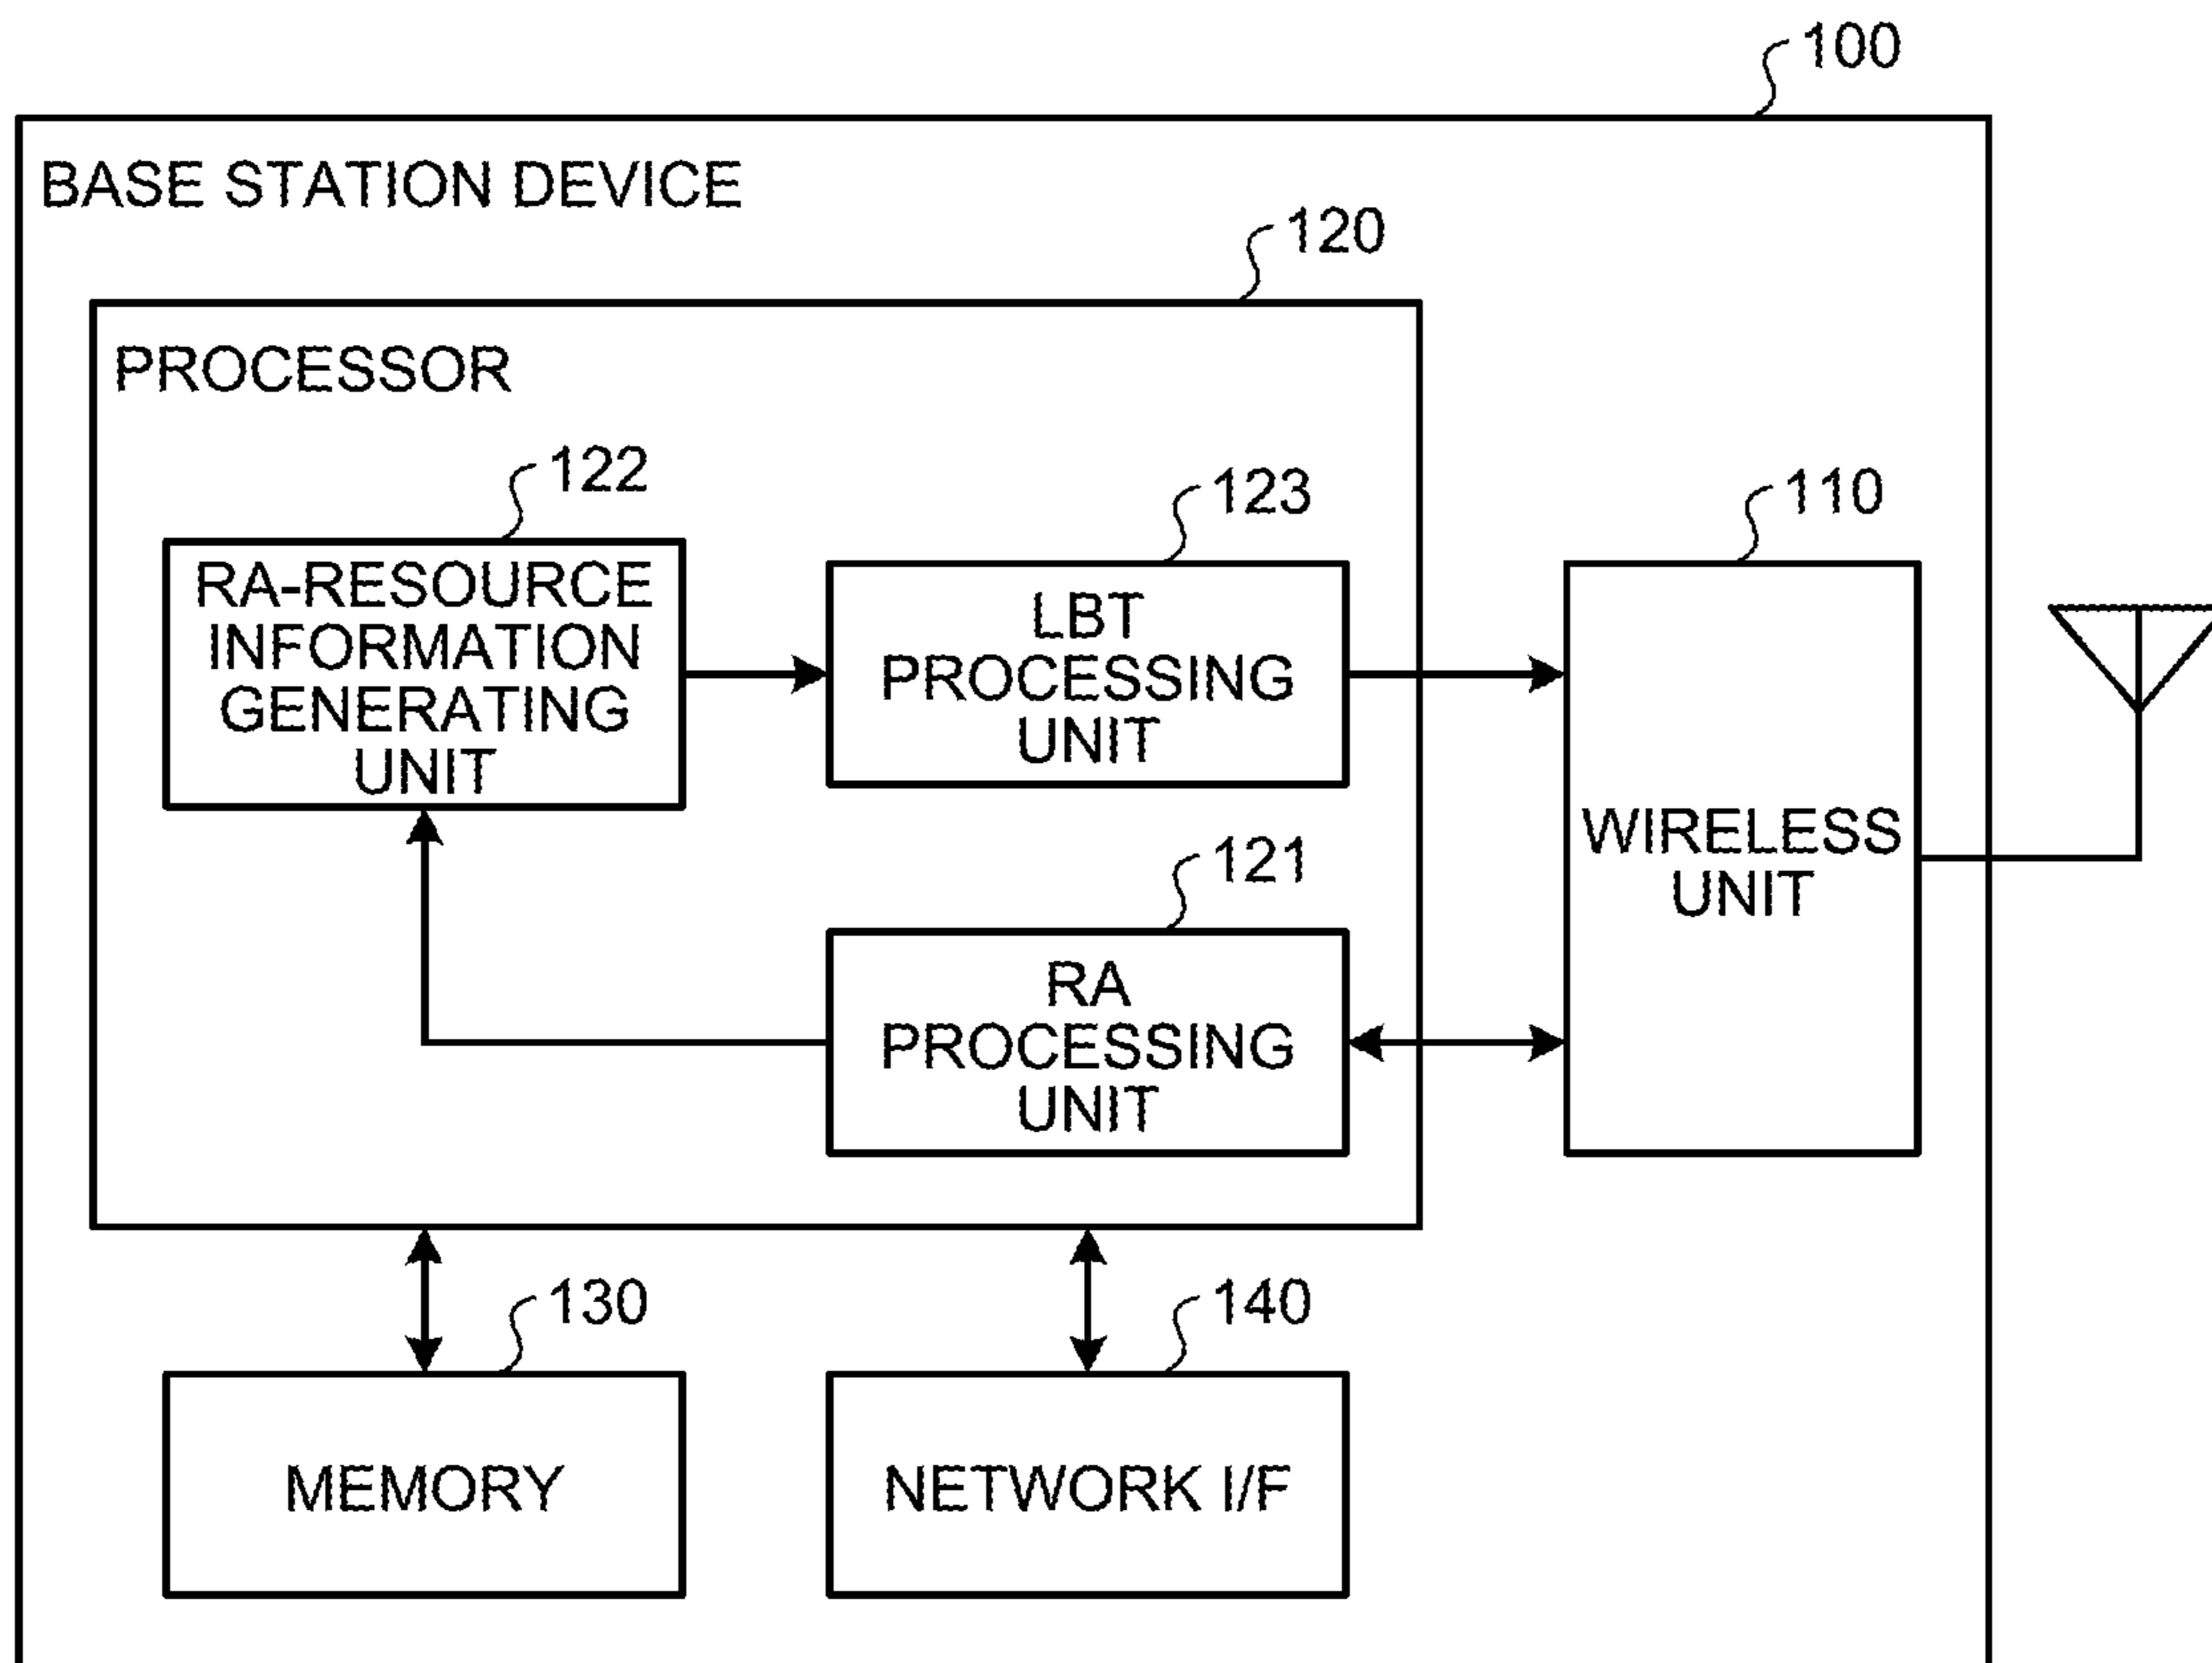 100
BASE STATION DEVICE
120
PROCESSOR
122
RA-RESOURCE
INFORMATION
GENERATING
UNIT
123
LBT
PROCESSING
UNIT
110
WIRELESS
UNIT
121
RA
PROCESSING
UNIT
130
MEMORY
140
NETWORK I/F